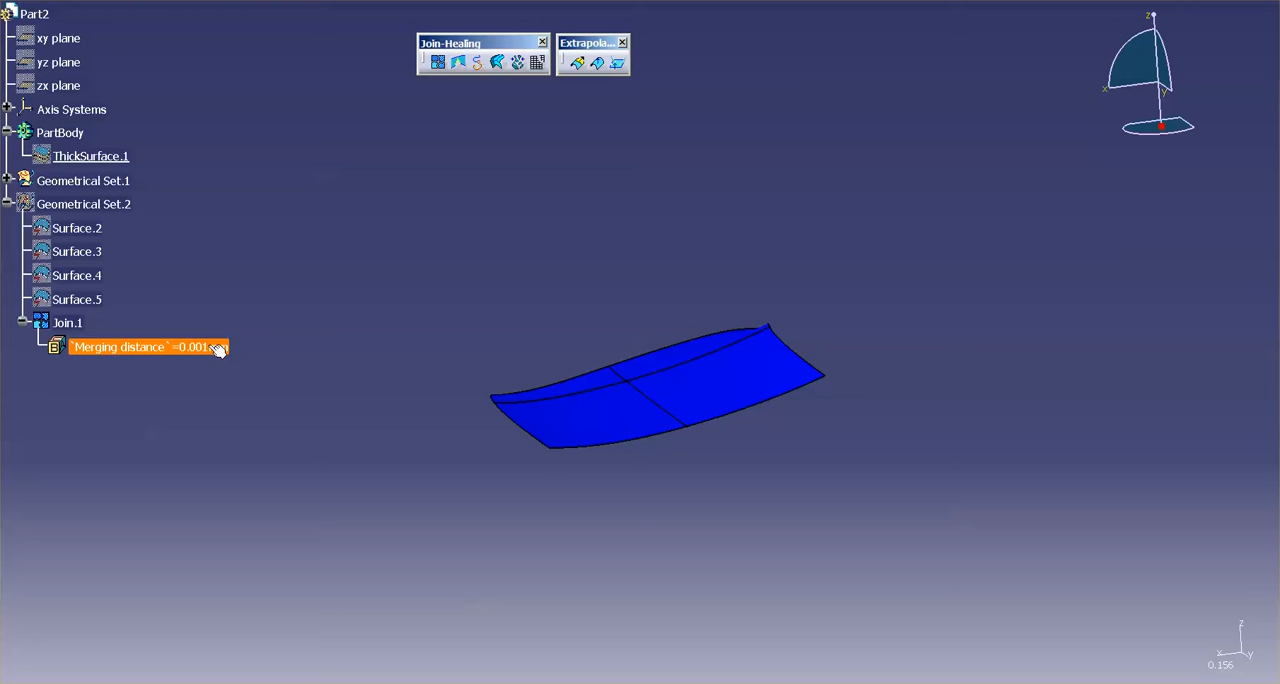 Part2
xy plane
yz plane
zx plane
Axis Systems
PartBody
ThickSurface.1
Geometrical Set.1
Geometrical Set.2
Surface.2
Surface.3
Surface.4
Surface.5
Join.1
`Merging distance`=0.001
Join-Healing
Extrapola...
z
x
y
z
x
y
0.156